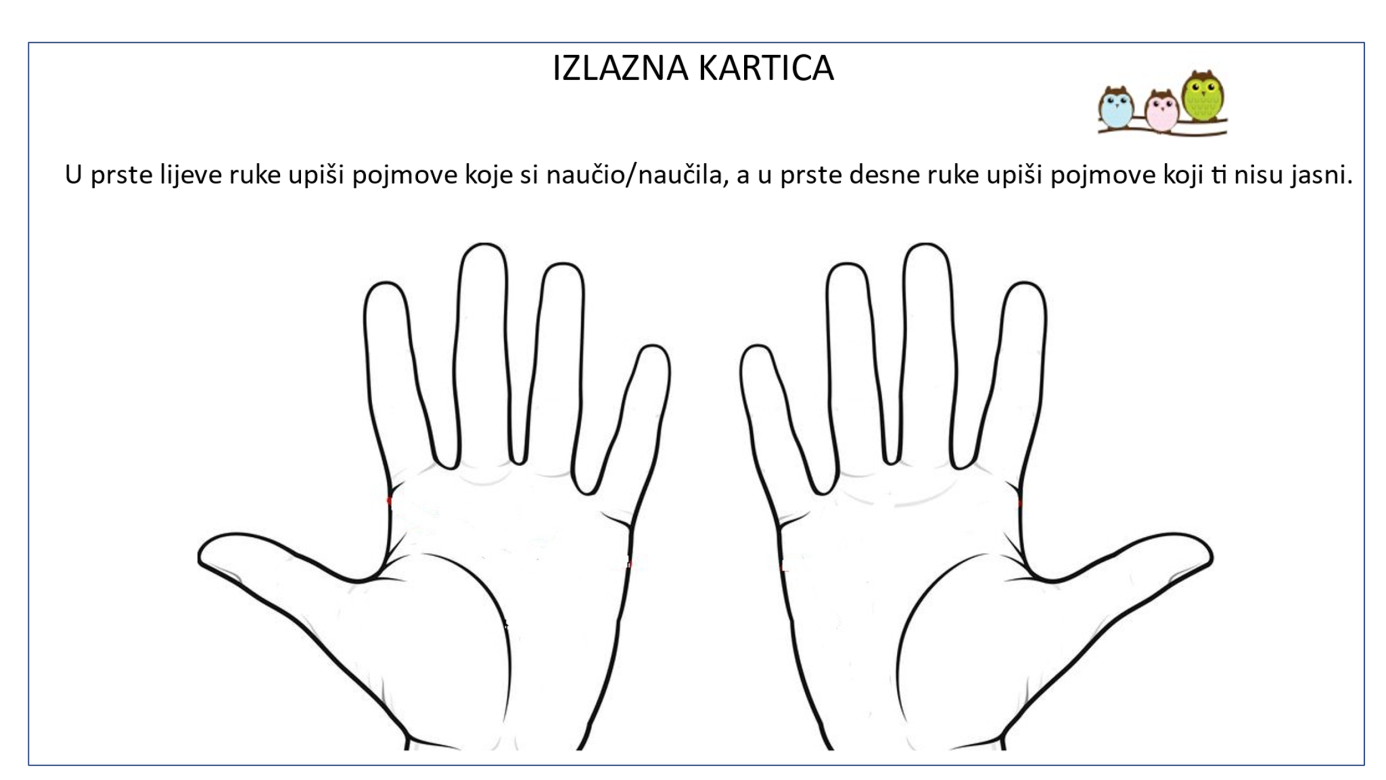 IZLAZNA KARTICA
U prste lijeve ruke upiši pojmove koje si naučio/naučila, a u prste desne ruke upiši pojmove koji ti nisu jasni.